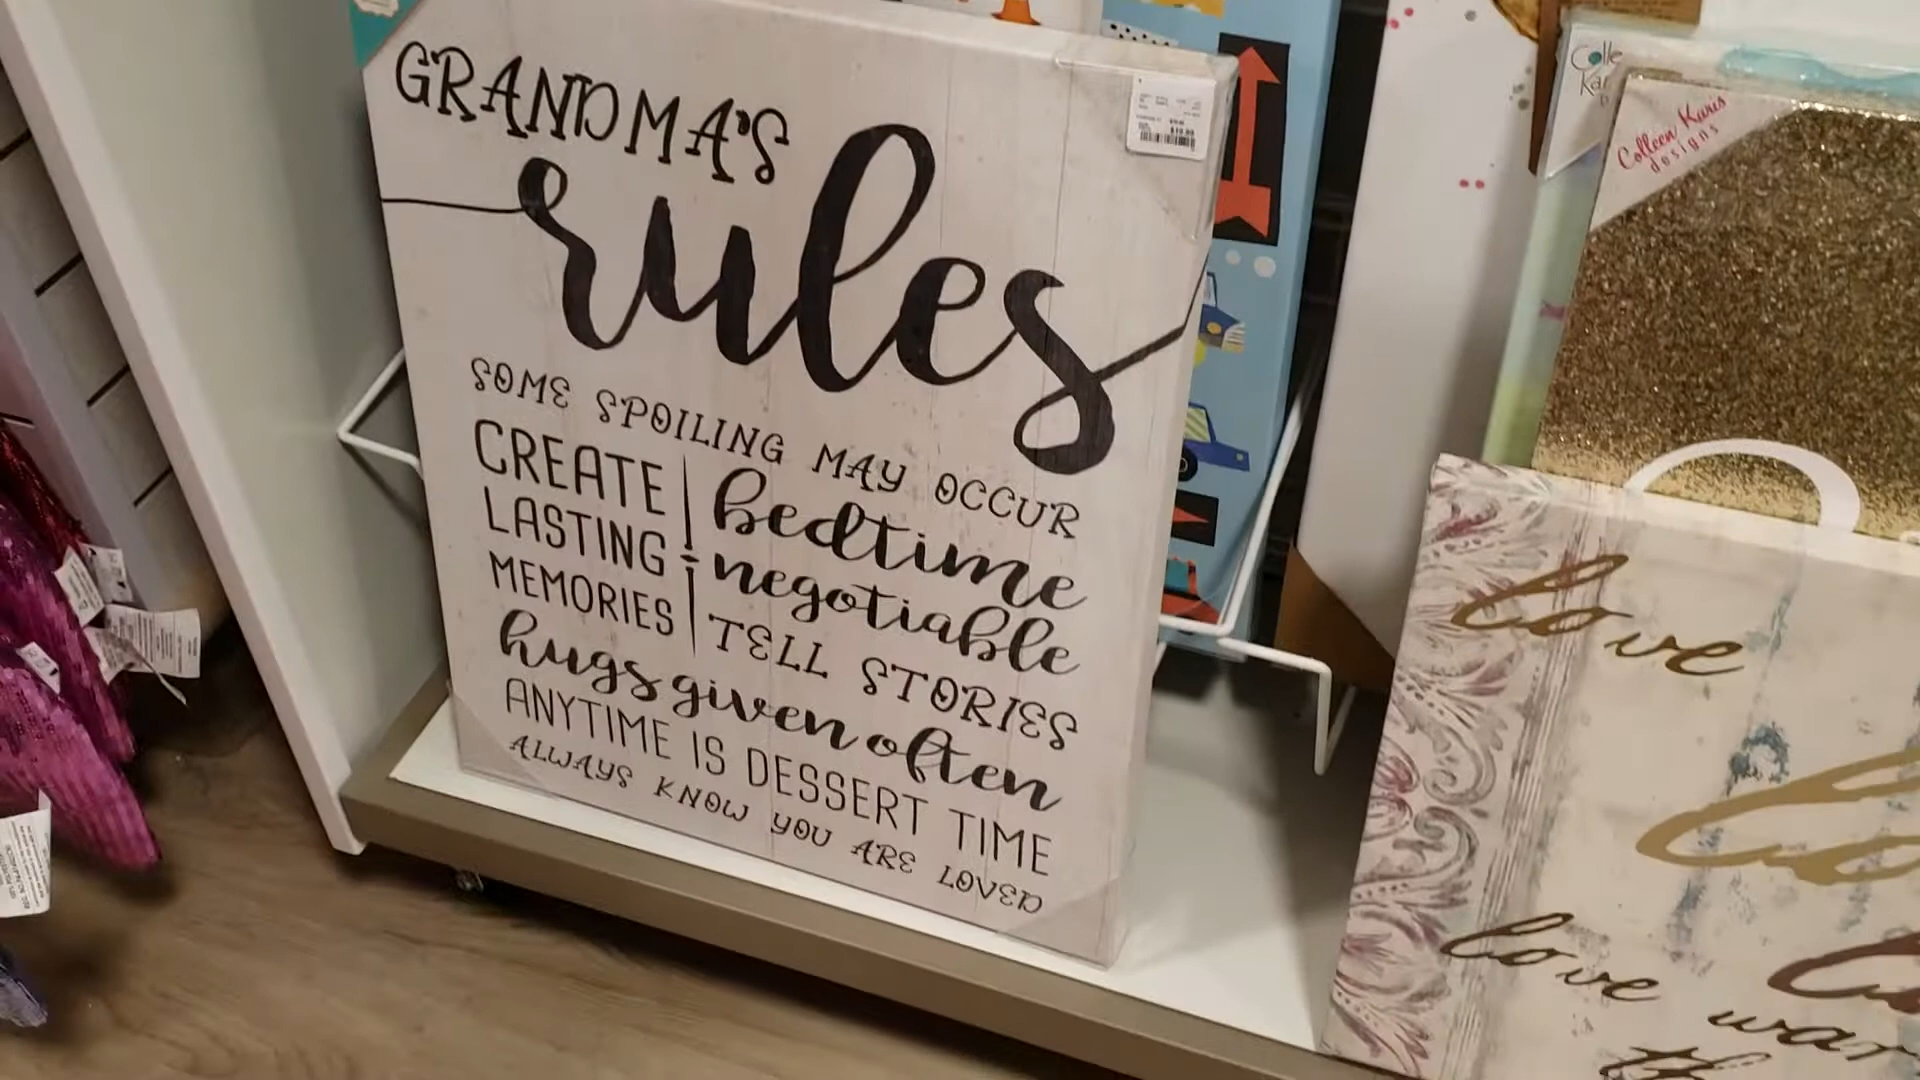 GRANDMA'S
rules
SOME SPOILING MAY OCCUR
CREATE
LASTING
MEMORIES
bedtime
negotiable
TELL STORIES
hugs given often
ANYTIME IS DESSERT TIME
ALWAYS KNOW YOU ARE LOVED
Colleen Karis
designs
love
love